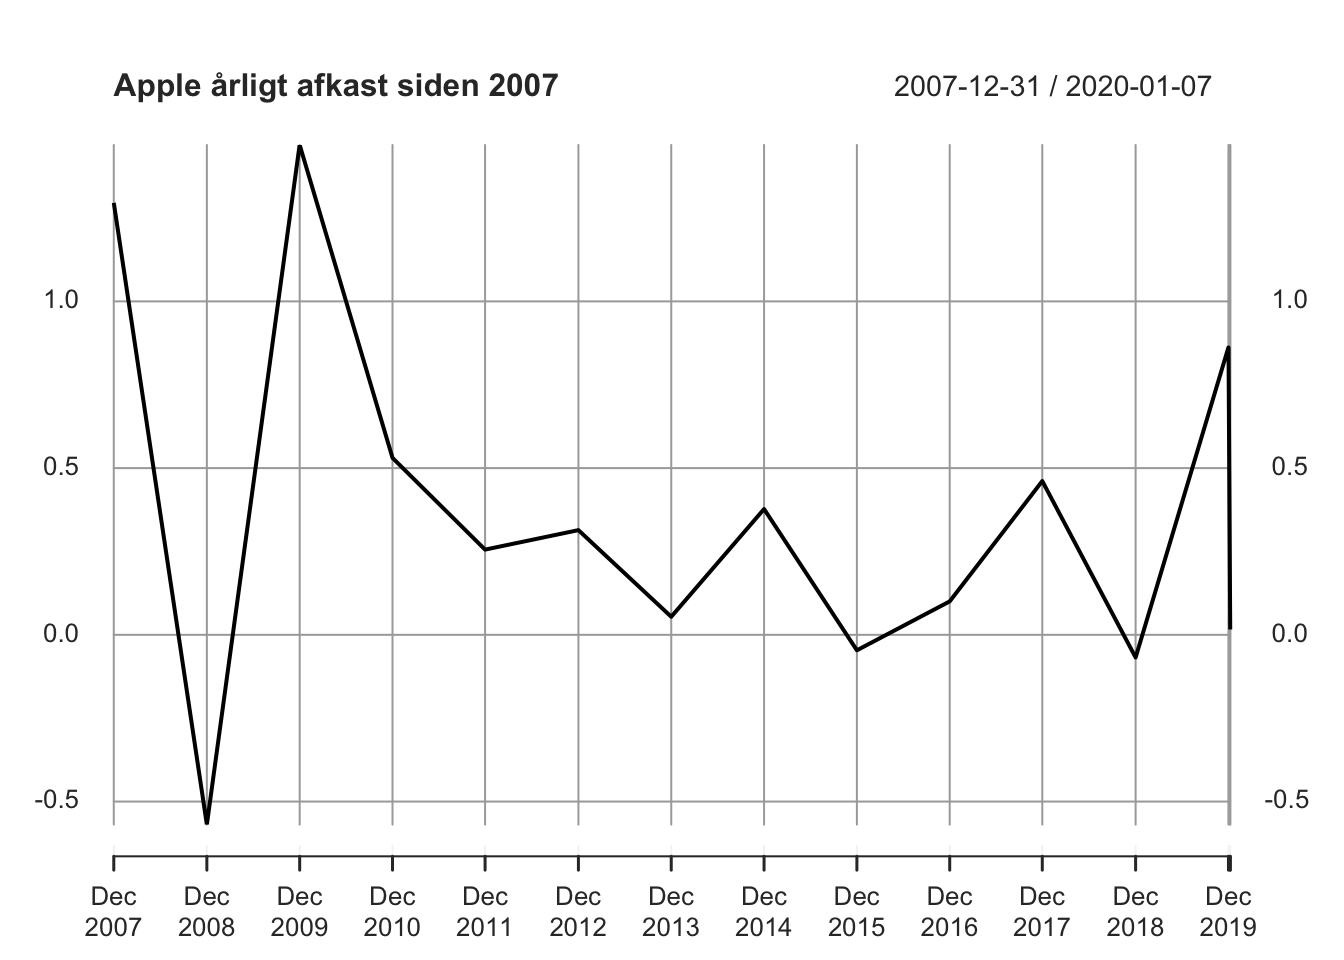 Apple årligt afkast siden 2007 2007-12-31 / 2020-01-07
1.0 1.0
0.5 0.5
0.0 0.0
-0.5 -0.5
Dec Dec Dec Dec Dec Dec Dec Dec Dec Dec Dec Dec Dec
2007 2008 2009 2010 2011 2012 2013 2014 2015 2016 2017 2018 2019